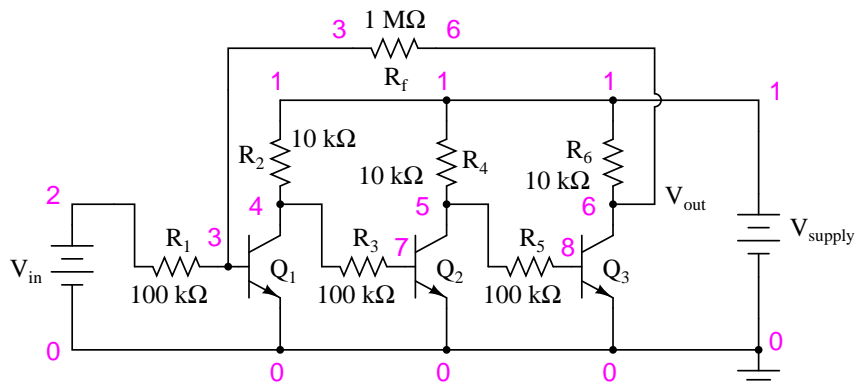 1 MΩ
3 6
R_f
1 1 1 1
10 kΩ
R_2 R_4 R_6
10 kΩ 10 kΩ
2 4 5 6 V_out
3 R_1 R_3 7 R_5 8
V_in Q_1 Q_2 Q_3 V_supply
100 kΩ 100 kΩ 100 kΩ
0 0
0 0 0